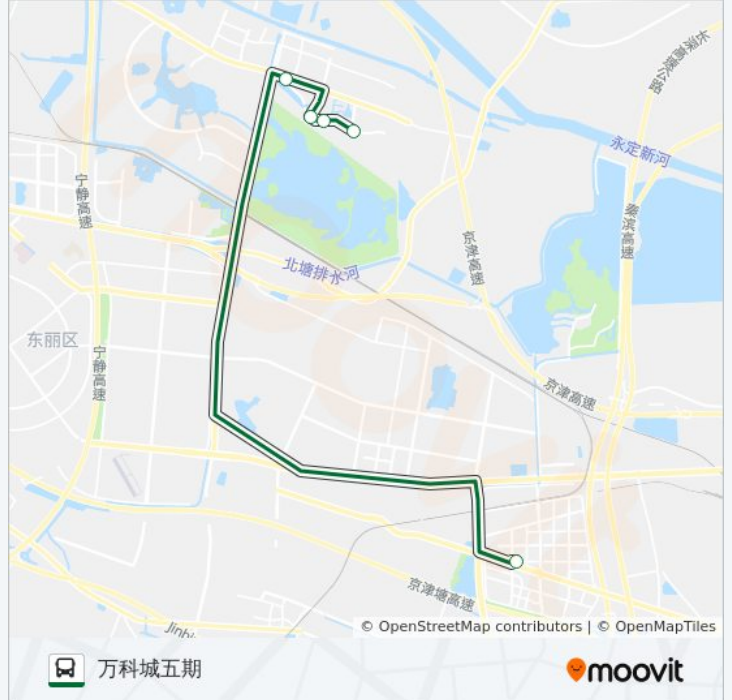 长深高速公路
永定新河
宁静高速
秦滨高速
京津高速
北塘排水河
东丽区
宁静高速
京津高速
京津塘高速
© OpenStreetMap contributors | © OpenMapTiles
万科城五期
moovit